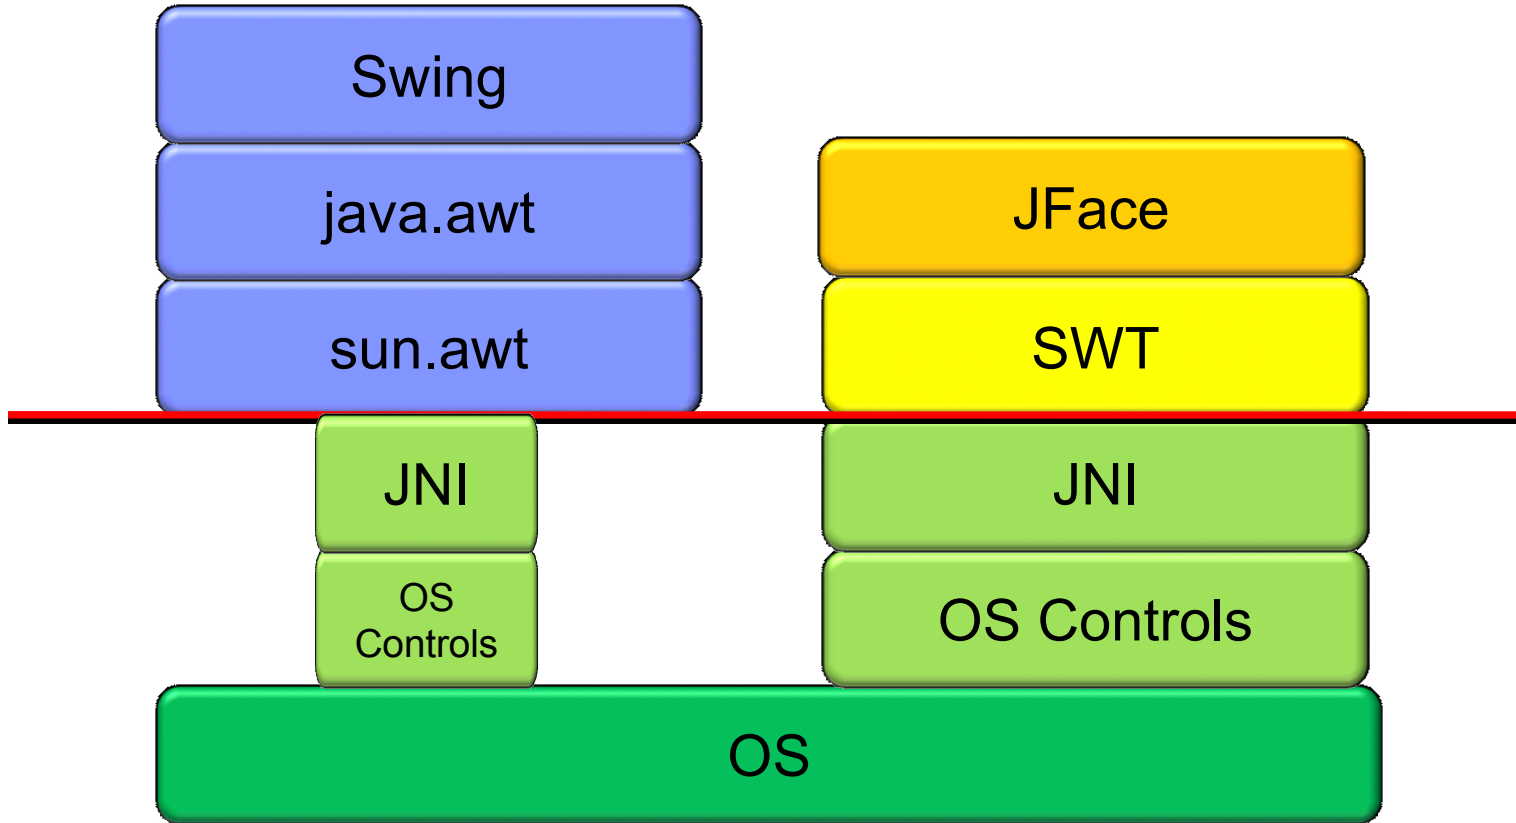 Swing
java.awt
JFace
sun.awt
SWT
JNI
JNI
OS
Controls
OS Controls
OS